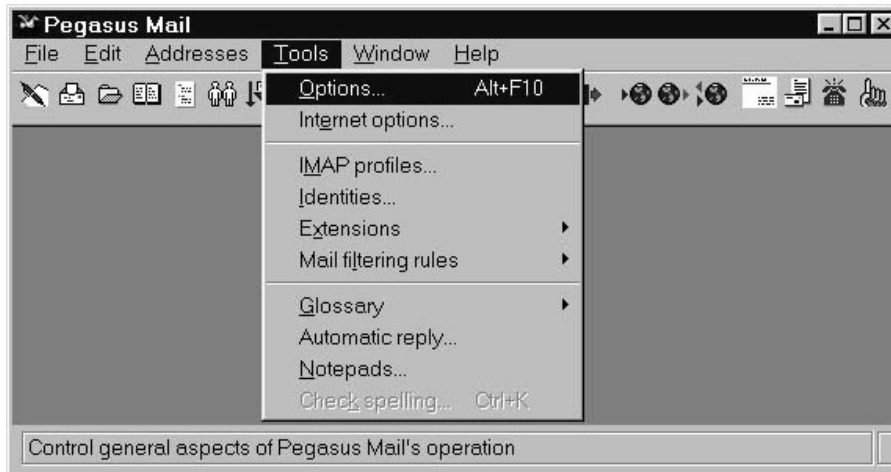 Pegasus Mail
File Edit Addresses Tools Window Help
Options... Alt+F10
Internet options...
IMAP profiles...
Identities...
Extensions
Mail filtering rules
Glossary
Automatic reply...
Notepads...
Check spelling... Ctrl+K
Control general aspects of Pegasus Mail's operation